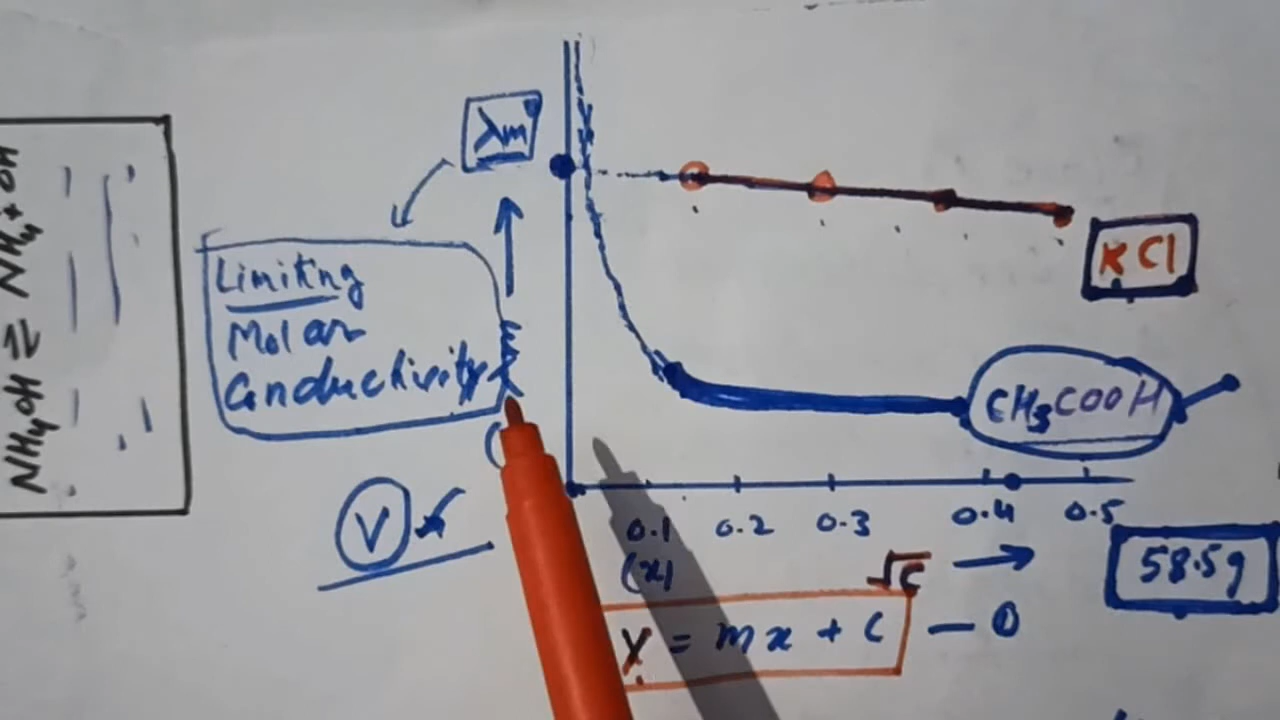 NH4OH ⇌ NH4+ + OH
λ°m
Limiting
Molar
Conductivity
V
KCl
CH3COOH
0.1 0.2 0.3 0.4 0.5
(x)
√C →
58.5g
Y = mx + C — ①